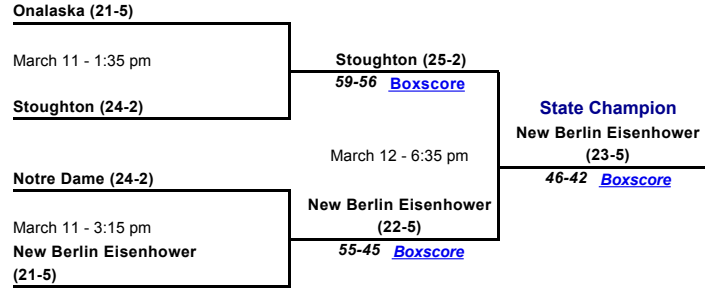 Onalaska (21-5)
March 11 - 1:35 pm
Stoughton (24-2)
Stoughton (25-2)
59-56 Boxscore
Notre Dame (24-2)
March 11 - 3:15 pm
New Berlin Eisenhower
(21-5)
New Berlin Eisenhower
(22-5)
55-45 Boxscore
March 12 - 6:35 pm
State Champion
New Berlin Eisenhower
(23-5)
46-42 Boxscore